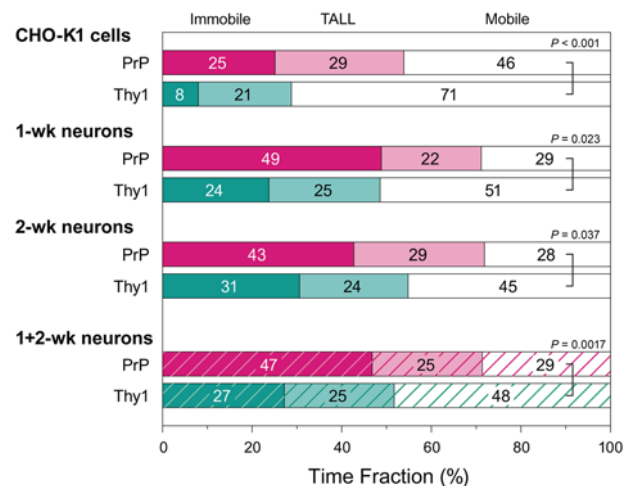 Immobile TALL Mobile
CHO-K1 cells
P < 0.001
PrP 25 29 46
Thy1 8 21 71
1-wk neurons
P = 0.023
PrP 49 22 29
Thy1 24 25 51
2-wk neurons
P = 0.037
PrP 43 29 28
Thy1 31 24 45
1+2-wk neurons
P = 0.0017
PrP 47 25 29
Thy1 27 25 48
0 20 40 60 80 100
Time Fraction (%)